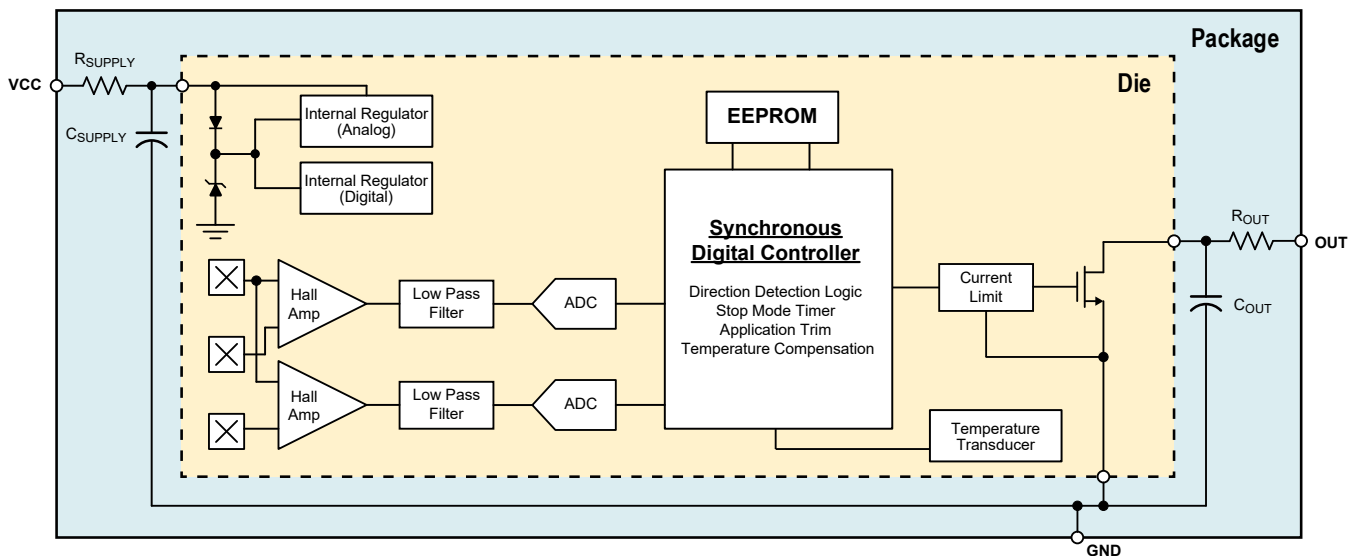 Package
Die
VCC
RSUPPLY
CSUPPLY
Internal Regulator
(Analog)
Internal Regulator
(Digital)
EEPROM
Synchronous
Digital Controller
Direction Detection Logic
Stop Mode Timer
Application Trim
Temperature Compensation
Hall
Amp
Low Pass
Filter
ADC
Hall
Amp
Low Pass
Filter
ADC
Current
Limit
Temperature
Transducer
ROUT
OUT
COUT
GND